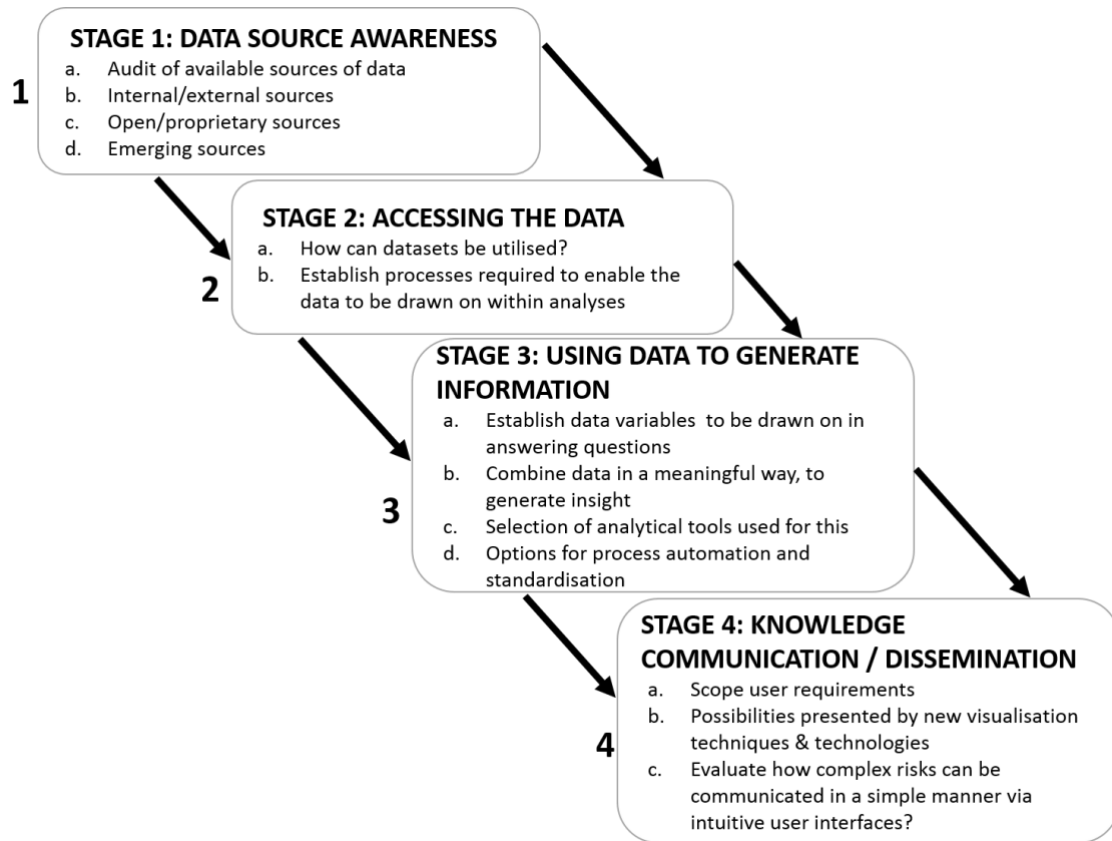 1
STAGE 1: DATA SOURCE AWARENESS
a. Audit of available sources of data
b. Internal/external sources
c. Open/proprietary sources
d. Emerging sources
2
STAGE 2: ACCESSING THE DATA
a. How can datasets be utilised?
b. Establish processes required to enable the
data to be drawn on within analyses
3
STAGE 3: USING DATA TO GENERATE
INFORMATION
a. Establish data variables to be drawn on in
answering questions
b. Combine data in a meaningful way, to
generate insight
c. Selection of analytical tools used for this
d. Options for process automation and
standardisation
4
STAGE 4: KNOWLEDGE
COMMUNICATION / DISSEMINATION
a. Scope user requirements
b. Possibilities presented by new visualisation
techniques & technologies
c. Evaluate how complex risks can be
communicated in a simple manner via
intuitive user interfaces?